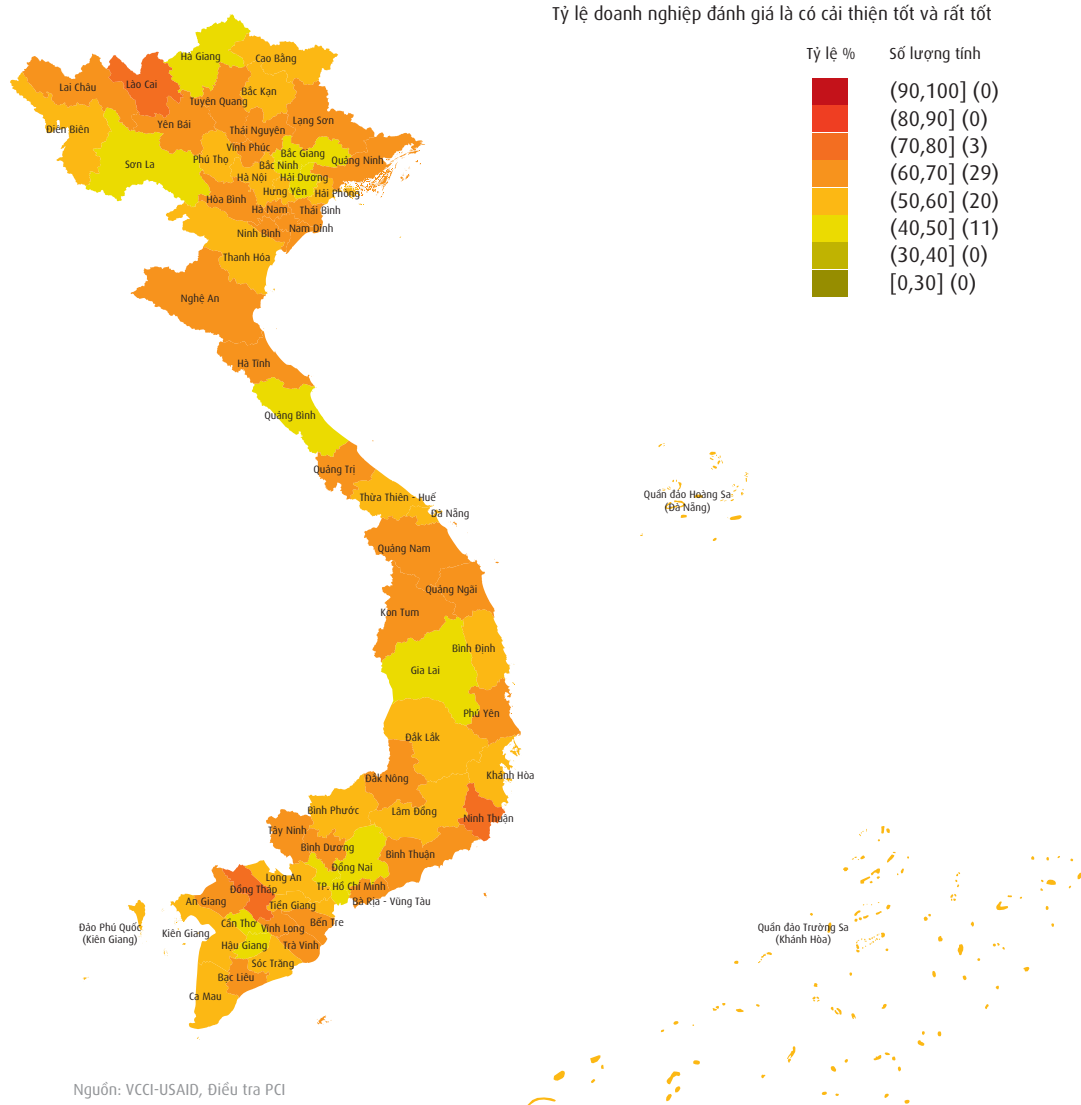 Tỷ lệ doanh nghiệp đánh giá là có cải thiện tốt và rất tốt
Tỷ lệ % Số lượng tính
(90,100] (0)
(80,90] (0)
(70,80] (3)
(60,70] (29)
(50,60] (20)
(40,50] (11)
(30,40] (0)
[0,30] (0)
Hà Giang
Cao Bằng
Lai Châu
Lào Cai
Bắc Kạn
Tuyên Quang
Điên Biên
Yên Bái
Thái Nguyên
Lạng Sơn
Vĩnh Phúc
Sơn La
Phú Thọ
Bắc Giang
Quảng Ninh
Bắc Ninh
Hà Nội
Hải Dương
Hòa Bình
Hưng Yên
Hải Phòng
Hà Nam
Thái Bình
Ninh Bình
Nam Dỉnh
Thanh Hóa
Nghệ An
Hà Tĩnh
Quảng Bình
Quảng Trị
Thừa Thiên - Huế
Đà Nẵng
Quần đảo Hoàng Sa
(Đà Nẵng)
Quảng Nam
Quảng Ngãi
Kon Tum
Bình Định
Gia Lai
Phú Yên
Đắk Lắk
Khánh Hòa
Đắk Nông
Bình Phước
Lâm Đồng
Ninh Thuận
Tây Ninh
Bình Dương
Bình Thuận
Đồng Nai
Long An
TP. Hồ Chí Minh
Đồng Tháp
Bà Rịa - Vũng Tàu
An Giang
Tiền Giang
Cần Thơ
Vĩnh Long
Bến Tre
Đảo Phú Quốc
(Kiên Giang)
Kiên Giang
Hậu Giang
Trà Vinh
Sóc Trăng
Bạc Liêu
Cà Mau
Quần đảo Trường Sa
(Khánh Hòa)
Nguồn: VCCI-USAID, Điều tra PCI